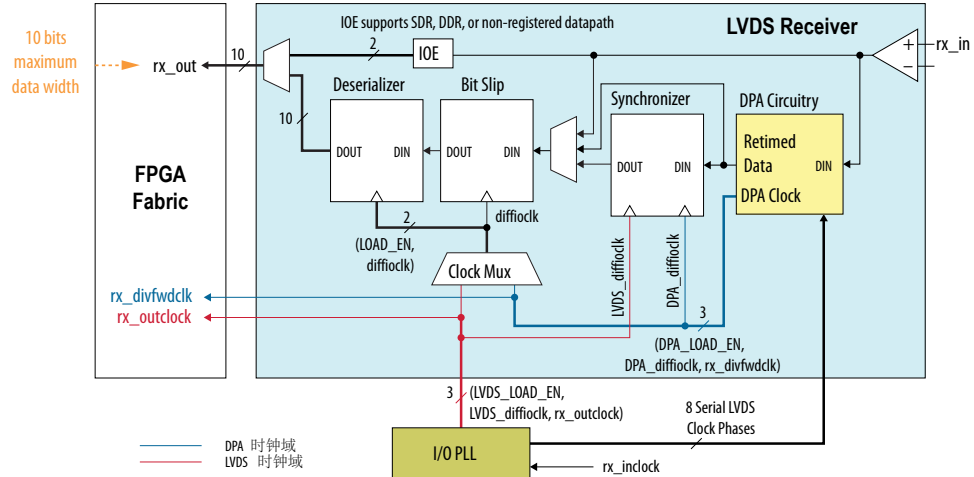 IOE supports SDR, DDR, or non-registered datapath
LVDS Receiver
10 bits
maximum
data width
rx_out
10
2
IOE
+
−
rx_in
Deserializer
Bit Slip
Synchronizer
DPA Circuitry
10
DOUT
DIN
DOUT
DIN
DOUT
DIN
Retimed
Data
DIN
DPA Clock
FPGA
Fabric
2
(LOAD_EN,
diffioclk)
diffioclk
Clock Mux
LVDS_diffioclk
DPA_diffioclk
rx_divfwdclk
rx_outclock
3
(DPA_LOAD_EN,
DPA_diffioclk, rx_divfwdclk)
3
(LVDS_LOAD_EN,
LVDS_diffioclk, rx_outclock)
8 Serial LVDS
Clock Phases
I/O PLL
rx_inclock
DPA 时钟域
LVDS 时钟域